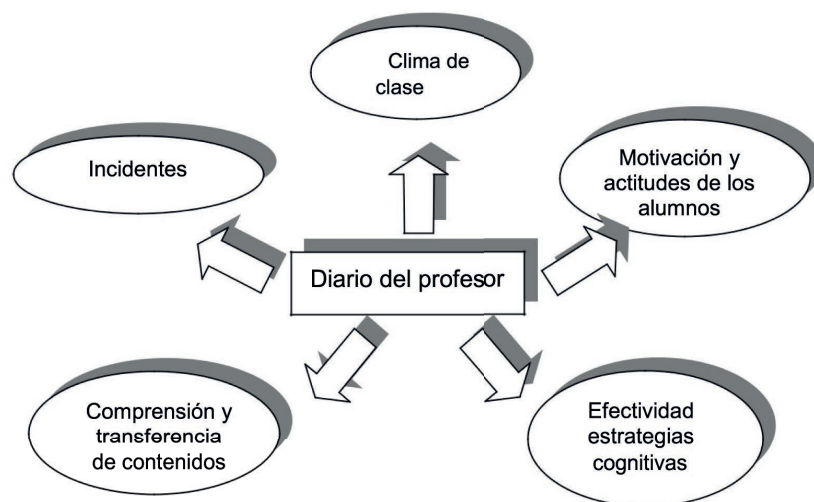 Clima de
clase
Incidentes
Motivación y
actitudes de los
alumnos
Diario del profesor
Comprensión y
transferencia
de contenidos
Efectividad
estrategias
cognitivas